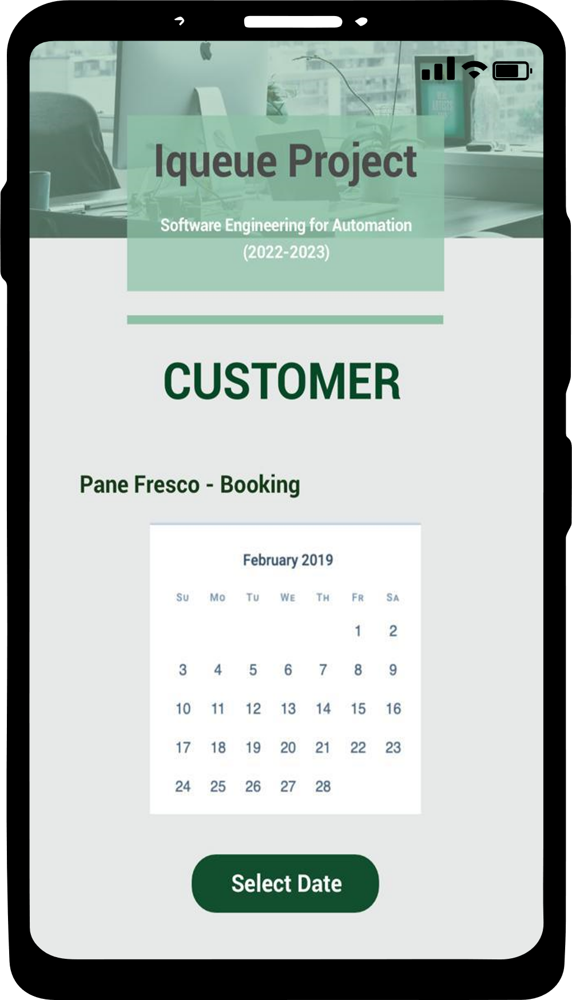 Iqueue Project
Software Engineering for Automation
(2022-2023)
CUSTOMER
Pane Fresco - Booking
February 2019
Su Mo Tu We Th Fr Sa
1 2
3 4 5 6 7 8 9
10 11 12 13 14 15 16
17 18 19 20 21 22 23
24 25 26 27 28
Select Date